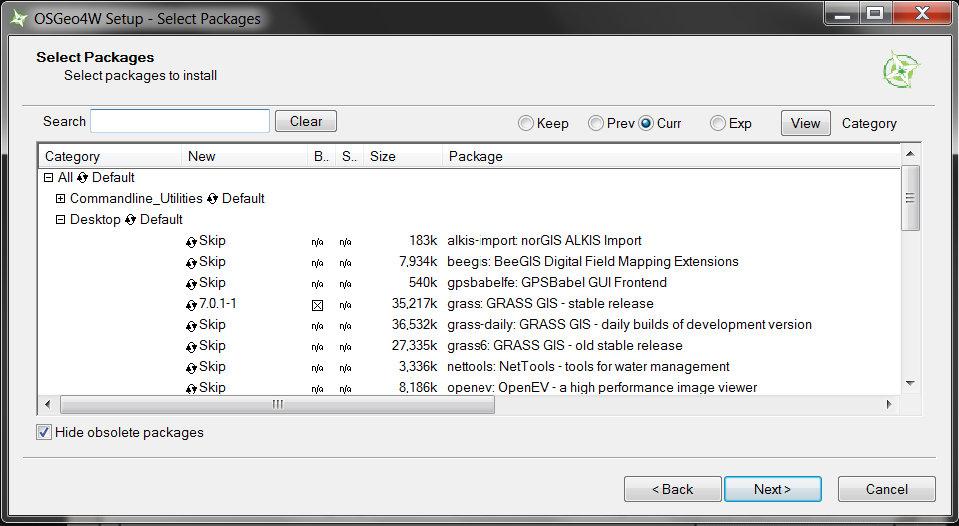 OSGeo4W Setup - Select Packages
Select Packages
Select packages to install
Search Clear Keep Prev Curr Exp View Category
Category New B.. S.. Size Package
All Default
Commandline_Utilities Default
Desktop Default
Skip n/a n/a 183k alkis-import: norGIS ALKIS Import
Skip n/a n/a 7,934k beegis: BeeGIS Digital Field Mapping Extensions
Skip n/a n/a 540k gpsbabelfe: GPSBabel GUI Frontend
7.0.1-1 n/a 35,217k grass: GRASS GIS - stable release
Skip n/a n/a 36,532k grass-daily: GRASS GIS - daily builds of development version
Skip n/a n/a 27,335k grass6: GRASS GIS - old stable release
Skip n/a n/a 3,336k nettools: NetTools - tools for water management
Skip n/a n/a 8,186k openev: OpenEV - a high performance image viewer
Hide obsolete packages
< Back Next > Cancel